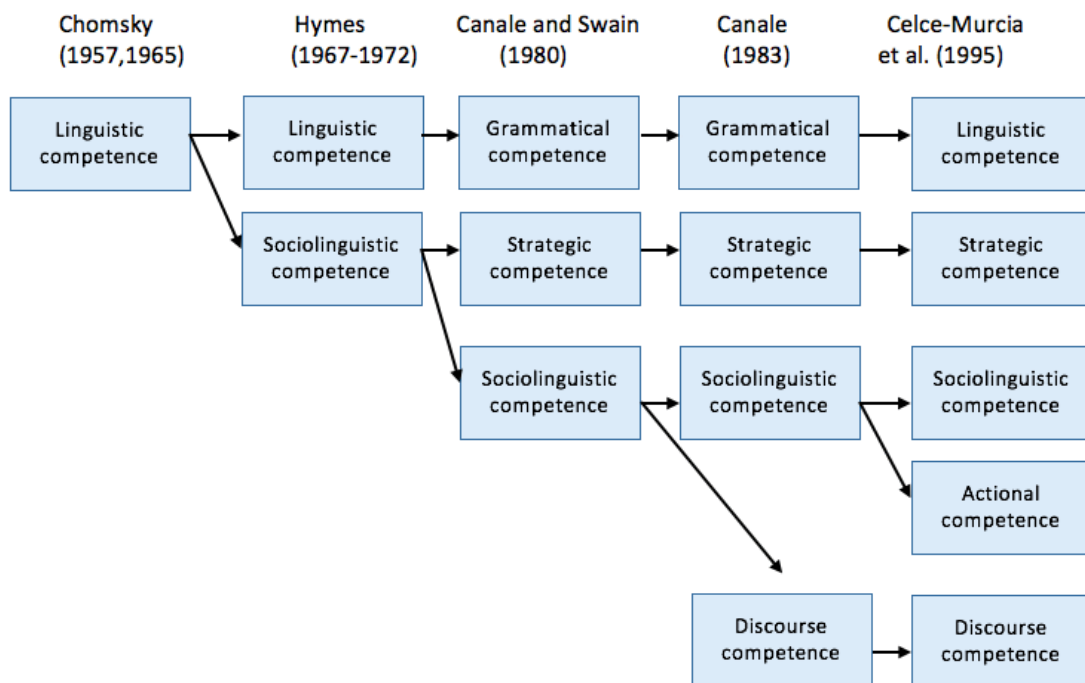 Chomsky
(1957,1965)
Hymes
(1967-1972)
Canale and Swain
(1980)
Canale
(1983)
Celce-Murcia
et al. (1995)
Linguistic
competence
Linguistic
competence
Grammatical
competence
Grammatical
competence
Linguistic
competence
Sociolinguistic
competence
Strategic
competence
Strategic
competence
Strategic
competence
Sociolinguistic
competence
Sociolinguistic
competence
Sociolinguistic
competence
Actional
competence
Discourse
competence
Discourse
competence